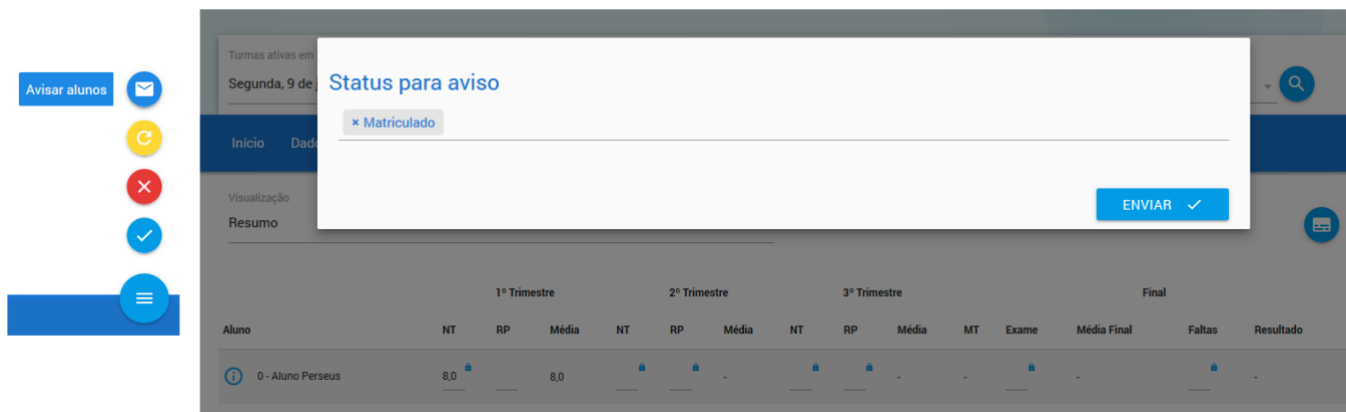 Avisar alunos
Turmas ativas em
Segunda, 9 de j
Status para aviso
× Matriculado
ENVIAR
Início Dado
Visualização
Resumo
1º Trimestre 2º Trimestre 3º Trimestre Final
Aluno NT RP Média NT RP Média NT RP Média MT Exame Média Final Faltas Resultado
0 - Aluno Perseus 8,0 8,0 - - - - -